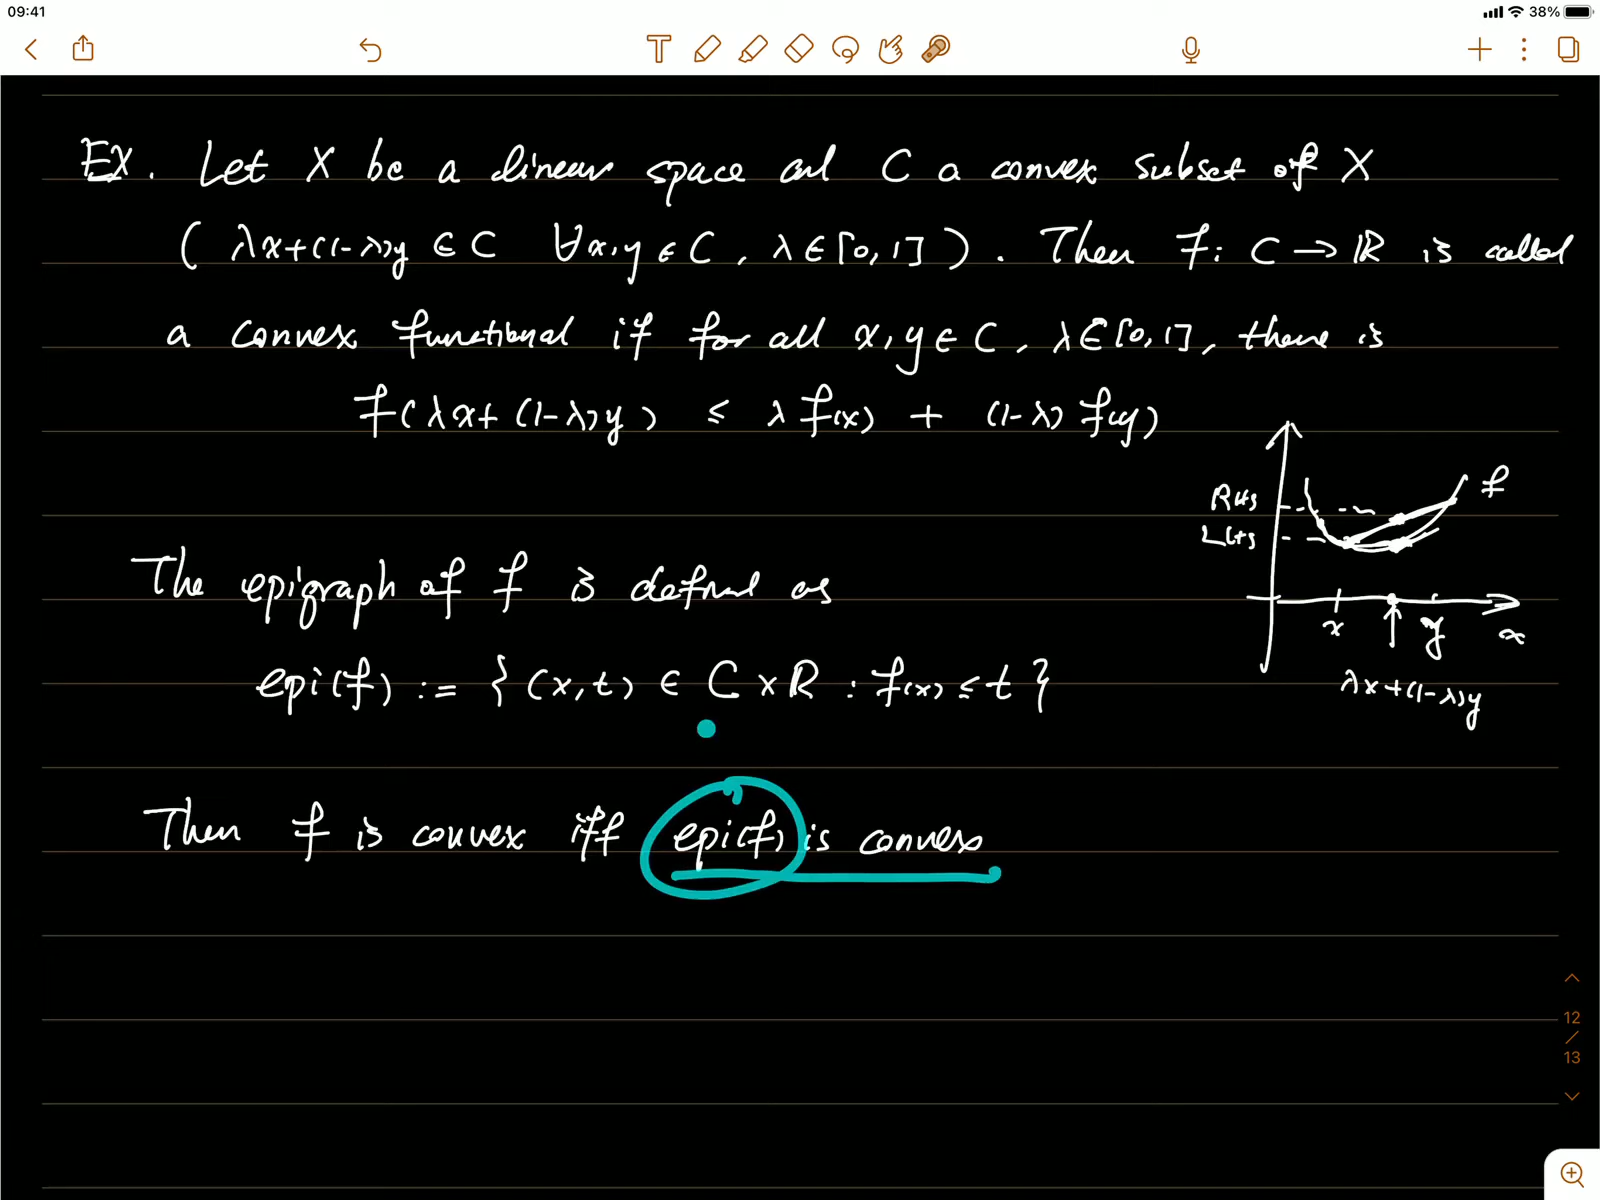 09:41
38%
T
Ex. Let X be a linear space and C a convex subset of X
( λx+(1-λ)y ∈ C ∀x,y ∈ C, λ∈[0,1] ). Then f: C → ℝ is called
a convex functional if for all x,y ∈ C, λ∈[0,1], there is
f(λx+(1-λ)y) ≤ λ f(x) + (1-λ) f(y)
RHS
f
LHS
The epigraph of f is defined as
x
y
x
epi(f) := { (x,t) ∈ C × ℝ : f(x) ≤ t }
λx+(1-λ)y
Then f is convex iff epi(f) is convex
12
/
13